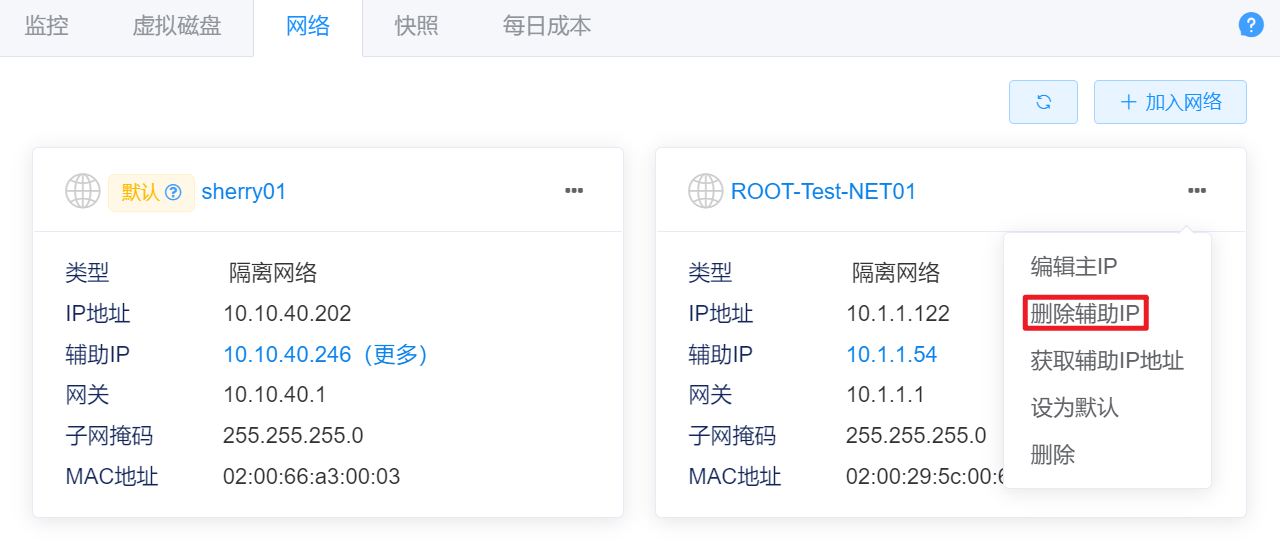 监控 虚拟磁盘 网络 快照 每日成本 ?
+ 加入网络
默认 ? sherry01 •••
类型 隔离网络
IP地址 10.10.40.202
辅助IP 10.10.40.246（更多）
网关 10.10.40.1
子网掩码 255.255.255.0
MAC地址 02:00:66:a3:00:03
ROOT-Test-NET01 •••
类型 隔离网络
IP地址 10.1.1.122
辅助IP 10.1.1.54
网关 10.1.1.1
子网掩码 255.255.255.0
MAC地址 02:00:29:5c:00:
编辑主IP
删除辅助IP
获取辅助IP地址
设为默认
删除